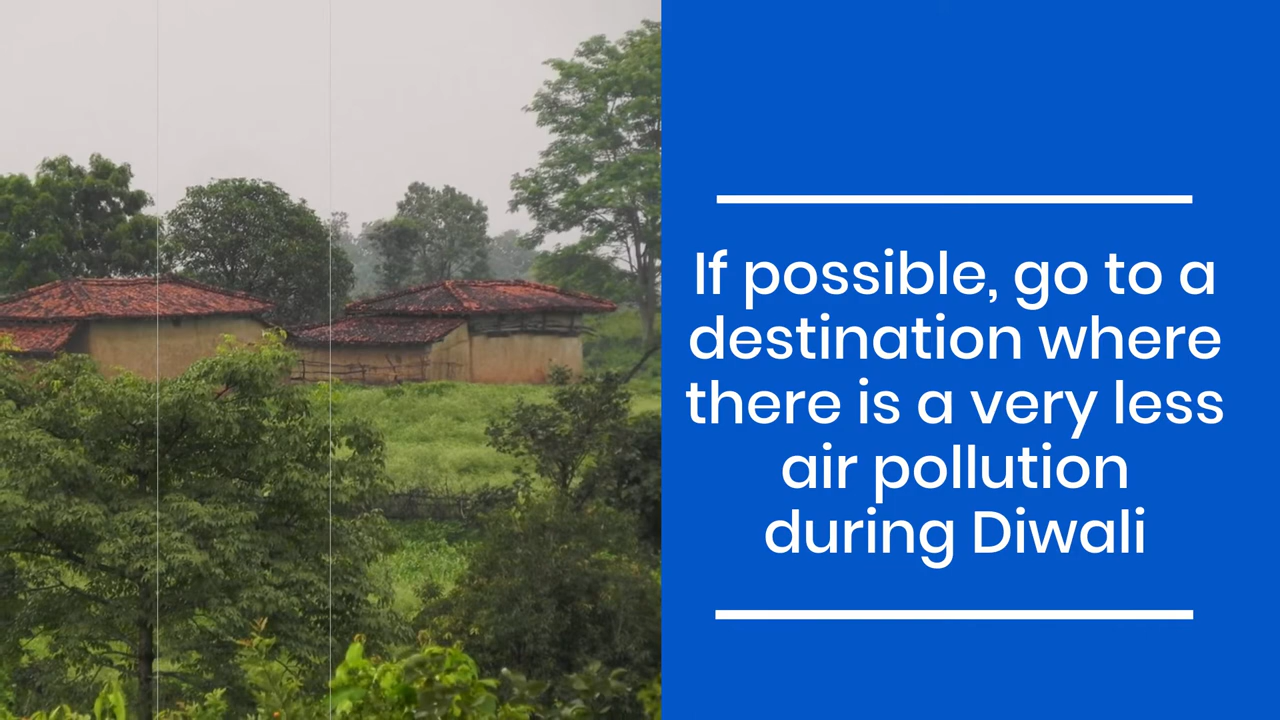 If possible, go to a
destination where
there is a very less
air pollution
during Diwali